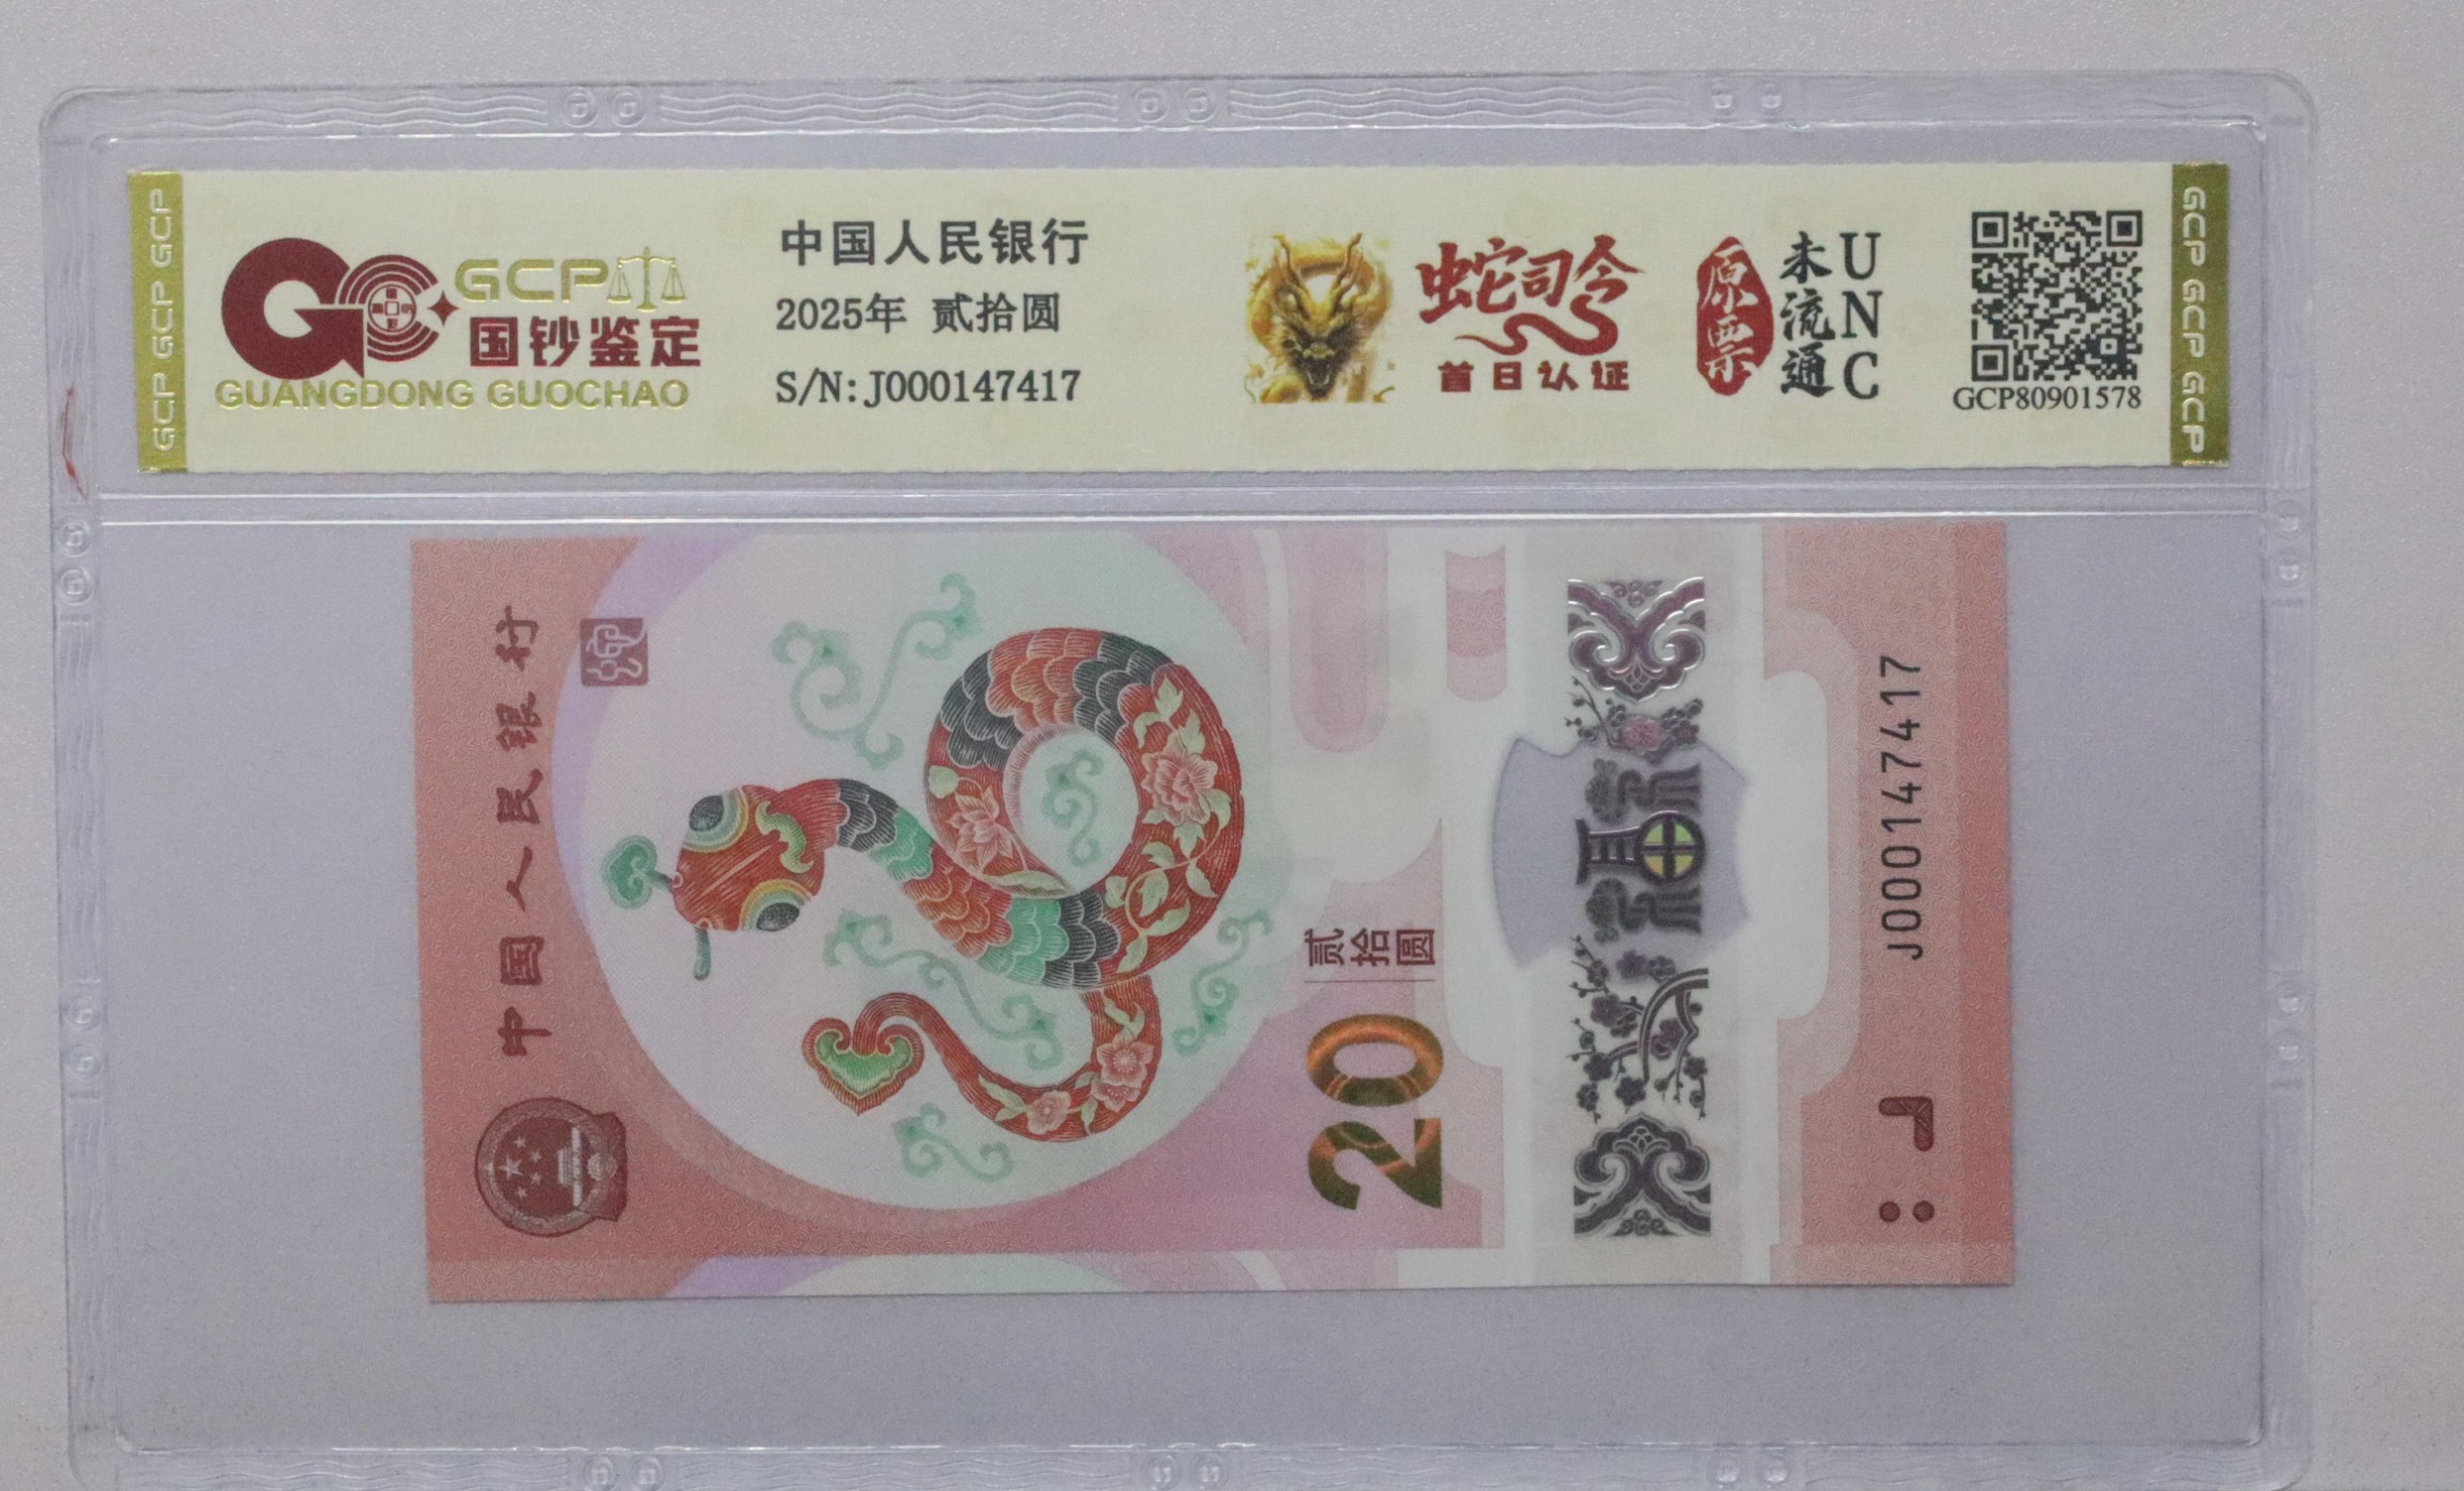 GCP GCP GCP
GCP
国钞鉴定
GUANGDONG GUOCHAO
中国人民银行
2025年 贰拾圆
S/N:J000147417
蛇司令
首日认证
原票
未流通
UNC
GCP80901578
GCP GCP GCP
中国人民银行
蛇
贰拾圆
20
福
J000147417